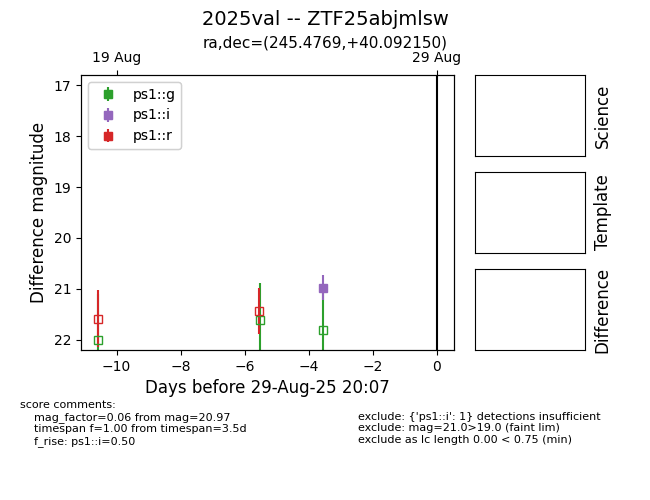 2025val -- ZTF25abjmlsw
ra,dec=(245.4769,+40.092150)
19 Aug
29 Aug
17
18
19
20
21
22
Difference magnitude
ps1::g
ps1::i
ps1::r
−10
−8
−6
−4
−2
0
Days before 29-Aug-25 20:07
Science
Template
Difference
score comments:
mag_factor=0.06 from mag=20.97
timespan f=1.00 from timespan=3.5d
f_rise: ps1::i=0.50
exclude: {'ps1::i': 1} detections insufficient
exclude: mag=21.0>19.0 (faint lim)
exclude as lc length 0.00 < 0.75 (min)